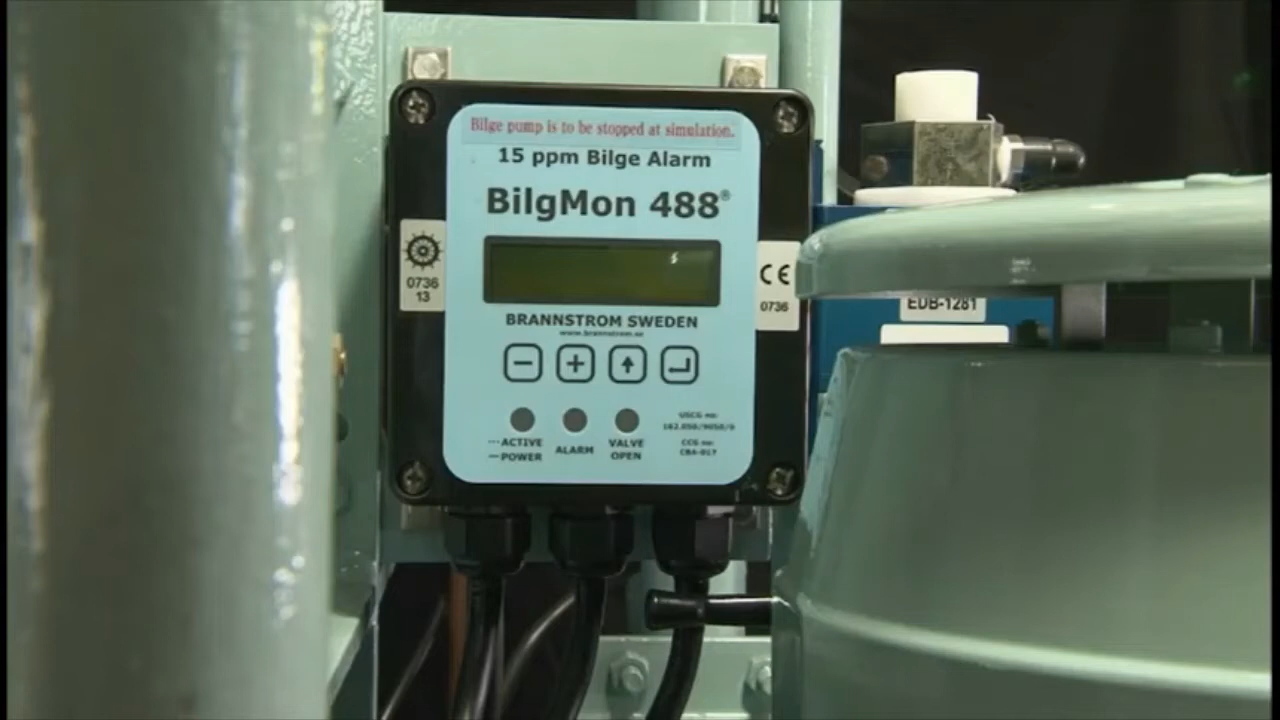 Bilge pump is to be stopped at simulation.
15 ppm Bilge Alarm
BilgMon 488®
0736
13
CE
0736
EDB-1281
BRANNSTROM SWEDEN
www.brannstrom.se
ACTIVE
POWER
ALARM
VALVE
OPEN
USCG no:
162.050/9050/0
CCG no:
CBA-017